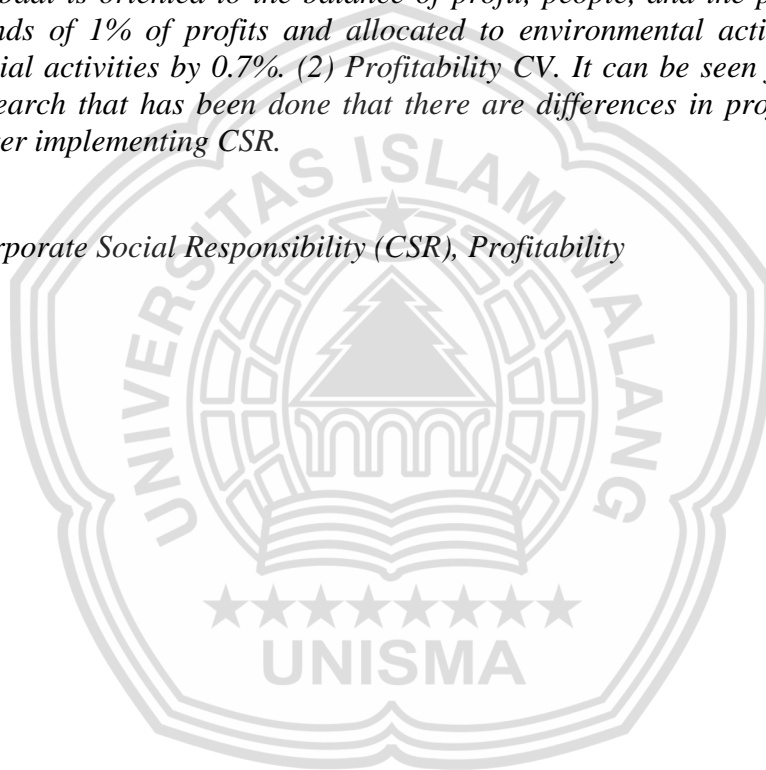 is oriented to the balance of profit, people, and the p
nds of 1% of profits and allocated to environmental acti
ial activities by 0.7%. (2) Profitability CV. It can be seen
earch that has been done that there are differences in pro
er implementing CSR.
rporate Social Responsibility (CSR), Profitability
UNIVERSITAS ISLAM MALANG
UNISMA